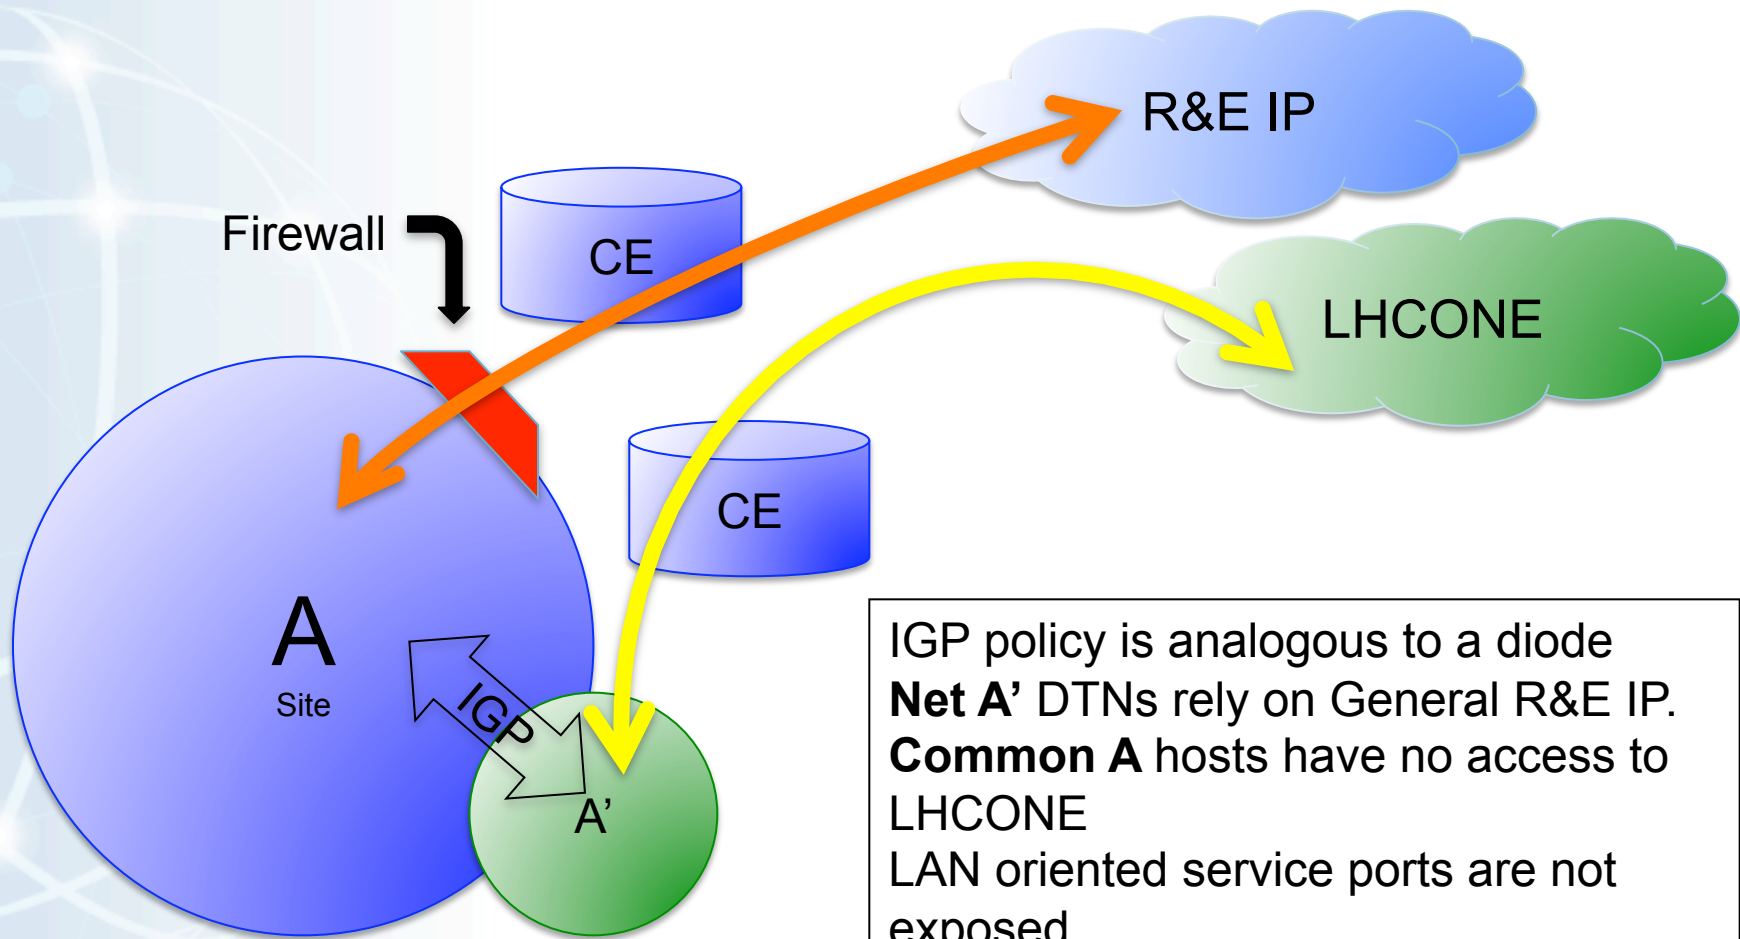 R&E IP
Firewall
CE
LHCONE
CE
A
Site
IGP
A’
IGP policy is analogous to a diode
Net A’ DTNs rely on General R&E IP.
Common A hosts have no access to
LHCONE
LAN oriented service ports are not
exposed